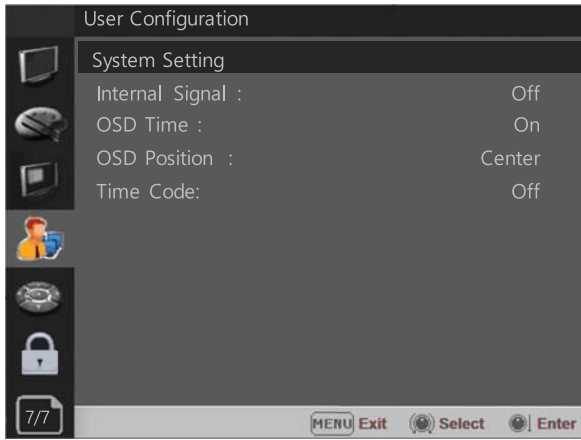 User Configuration
System Setting
Internal Signal : Off
OSD Time : On
OSD Position : Center
Time Code: Off
7/7 MENU Exit Select Enter